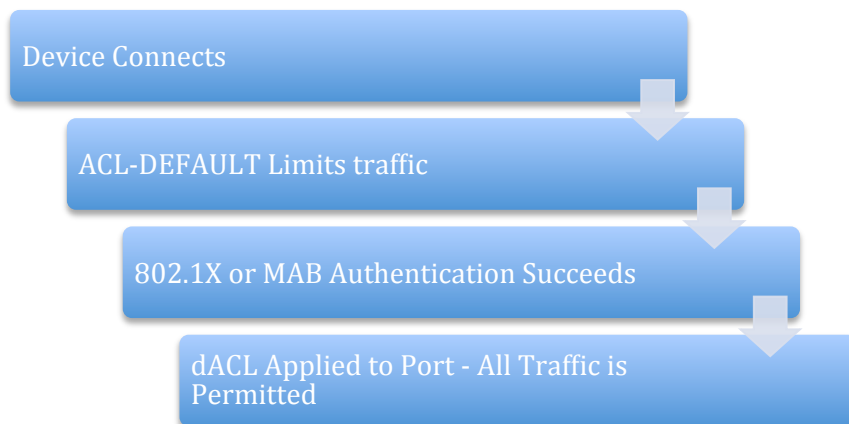 Device Connects
ACL-DEFAULT Limits traffic
802.1X or MAB Authentication Succeeds
dACL Applied to Port - All Traffic is
Permitted